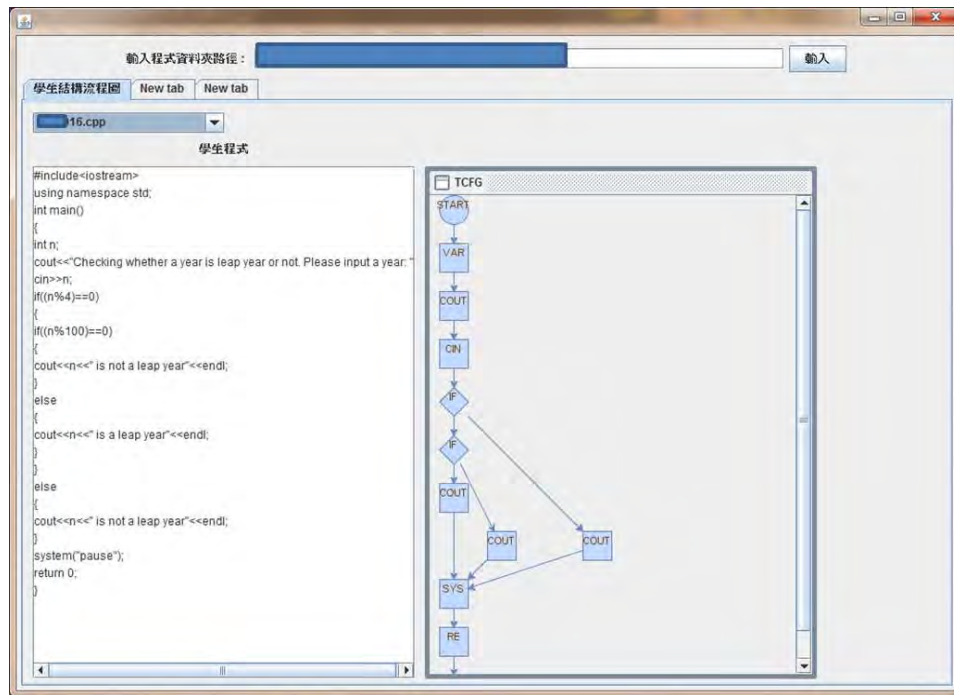 輸入程式資料夾路徑：
輸入
學生結構流程圖 New tab New tab
16.cpp
學生程式
#include<iostream>
using namespace std;
int main()
{
int n;
cout<<"Checking whether a year is leap year or not. Please input a year: "
cin>>n;
if((n%4)==0)
{
if((n%100)==0)
{
cout<<n<<" is not a leap year"<<endl;
}
else
{
cout<<n<<" is a leap year"<<endl;
}
}
else
{
cout<<n<<" is not a leap year"<<endl;
}
system("pause");
return 0;
}
TCFG
START
VAR
COUT
CIN
IF
IF
COUT
COUT
COUT
SYS
RE